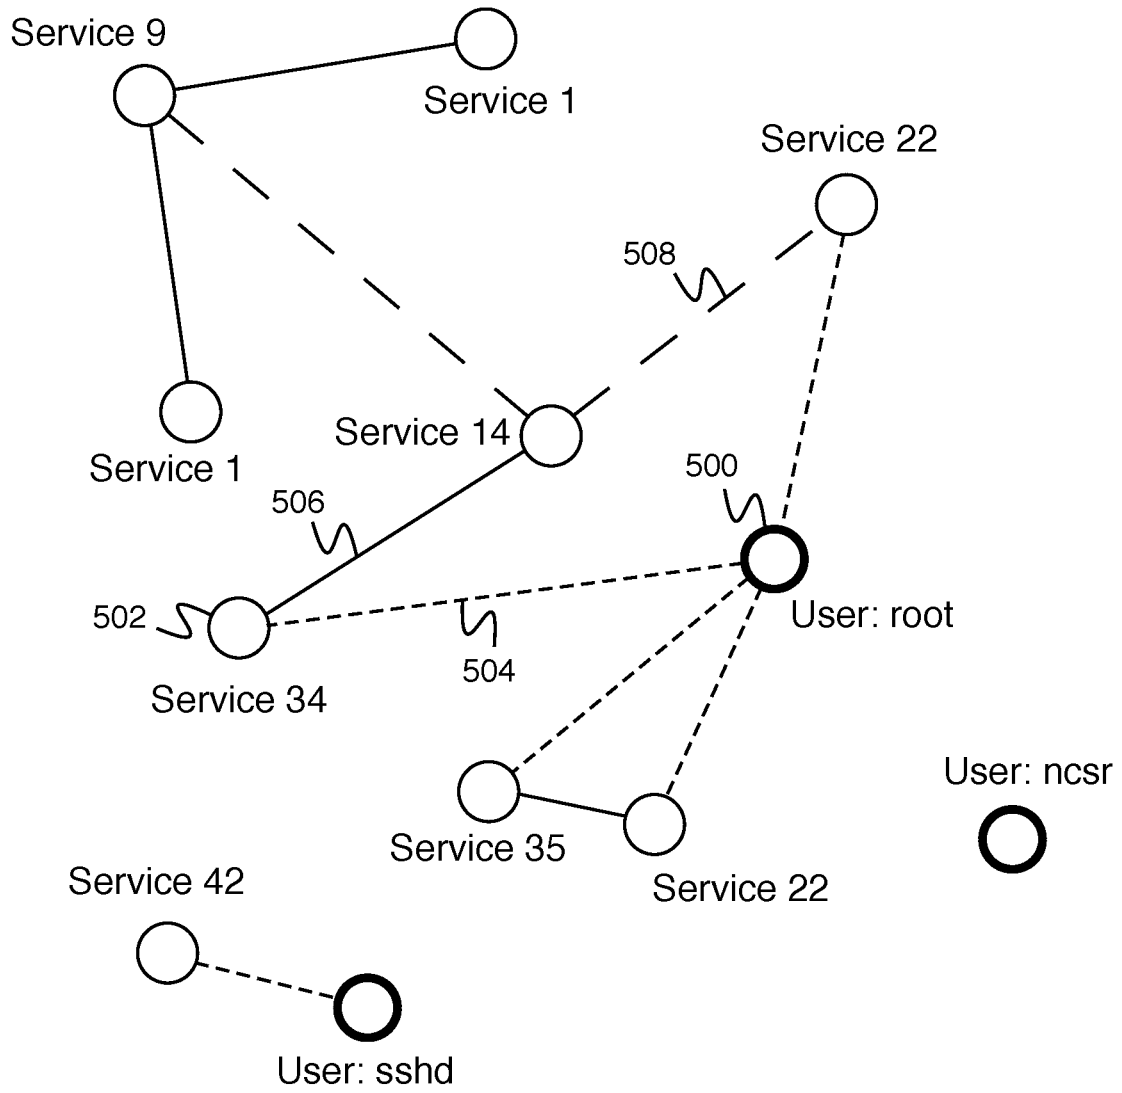 Service 9
Service 1
Service 22
508
Service 14
Service 1
500
506
502
User: root
504
Service 34
User: ncsr
Service 35
Service 42
Service 22
User: sshd